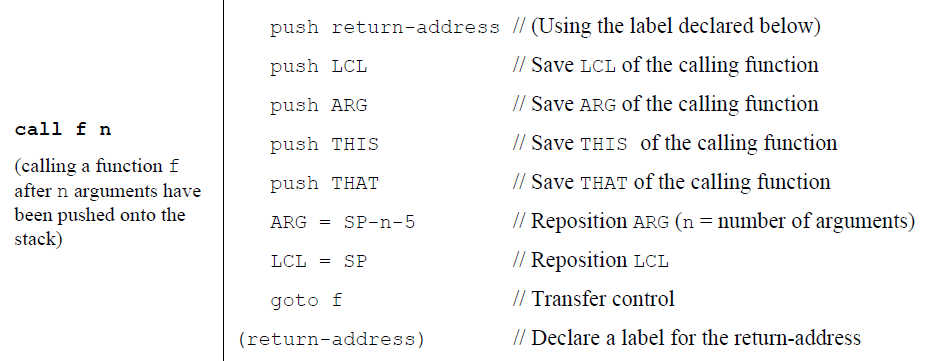 push return-address // (Using the label declared below)
push LCL // Save LCL of the calling function
push ARG // Save ARG of the calling function
call f n
push THIS // Save THIS of the calling function
(calling a function f
after n arguments have
been pushed onto the
stack)
push THAT // Save THAT of the calling function
ARG = SP-n-5 // Reposition ARG (n = number of arguments)
LCL = SP // Reposition LCL
goto f // Transfer control
(return-address) // Declare a label for the return-address